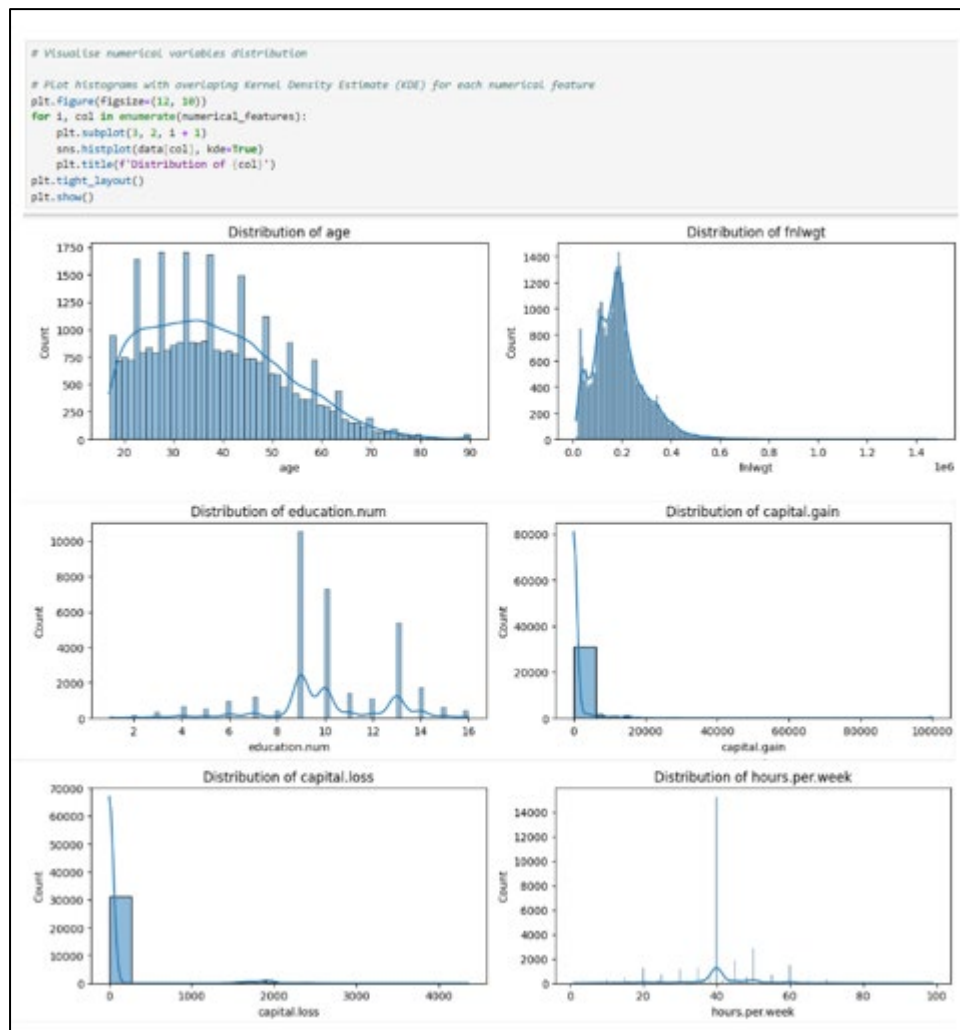 # Visualise numerical variables distribution
# Plot histograms with overlaping Kernel Density Estimate (KDE) for each numerical feature
plt.figure(figsize=(12, 10))
for i, col in enumerate(numerical_features):
    plt.subplot(3, 2, i + 1)
    sns.histplot(data[col], kde=True)
    plt.title(f'Distribution of {col}')
plt.tight_layout()
plt.show()
Distribution of age
1750
1500
1250
1000
750
500
250
0
Count
20 30 40 50 60 70 80 90
age
Distribution of fnlwgt
1400
1200
1000
800
600
400
200
0
Count
0.0 0.2 0.4 0.6 0.8 1.0 1.2 1.4
1e6
fnlwgt
Distribution of education.num
10000
8000
6000
4000
2000
0
Count
2 4 6 8 10 12 14 16
education.num
Distribution of capital.gain
80000
60000
40000
20000
0
Count
0 20000 40000 60000 80000 100000
capital.gain
Distribution of capital.loss
70000
60000
50000
40000
30000
20000
10000
0
Count
0 1000 2000 3000 4000
capital.loss
Distribution of hours.per.week
14000
12000
10000
8000
6000
4000
2000
0
Count
0 20 40 60 80 100
hours.per.week